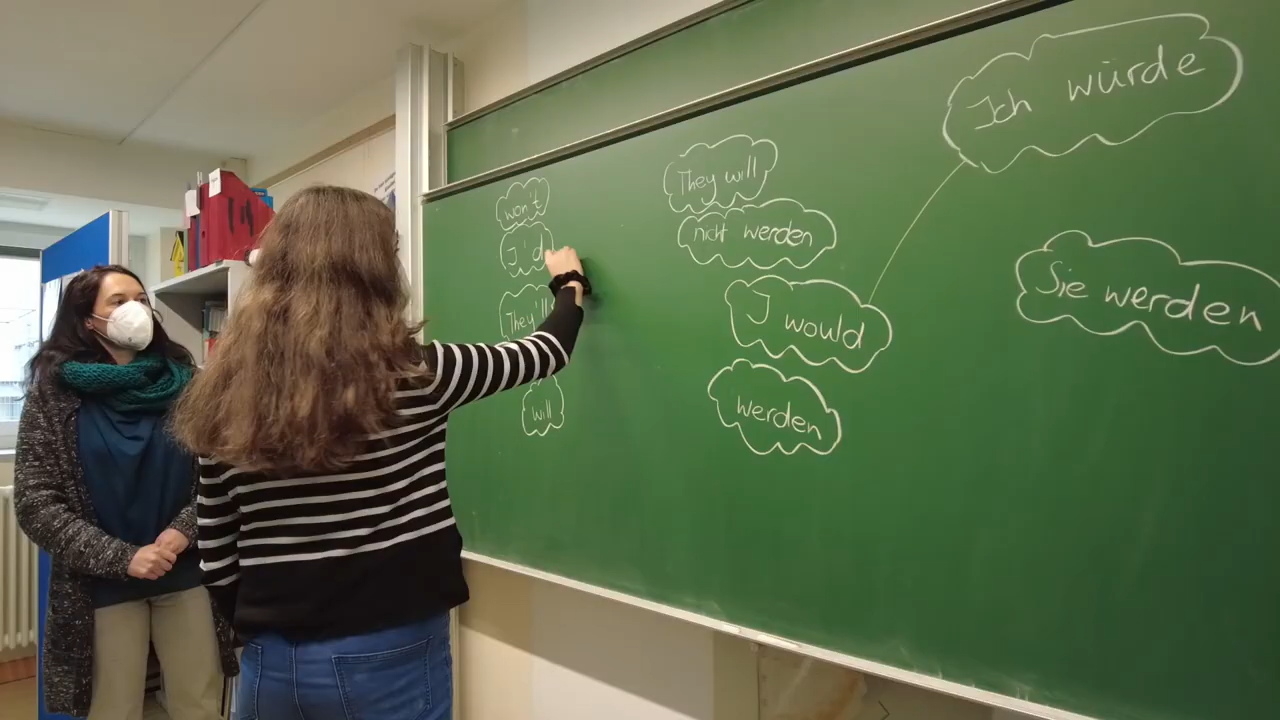 won't
I'd
They'll
will
They will
nicht werden
I would
werden
Ich würde
Sie werden